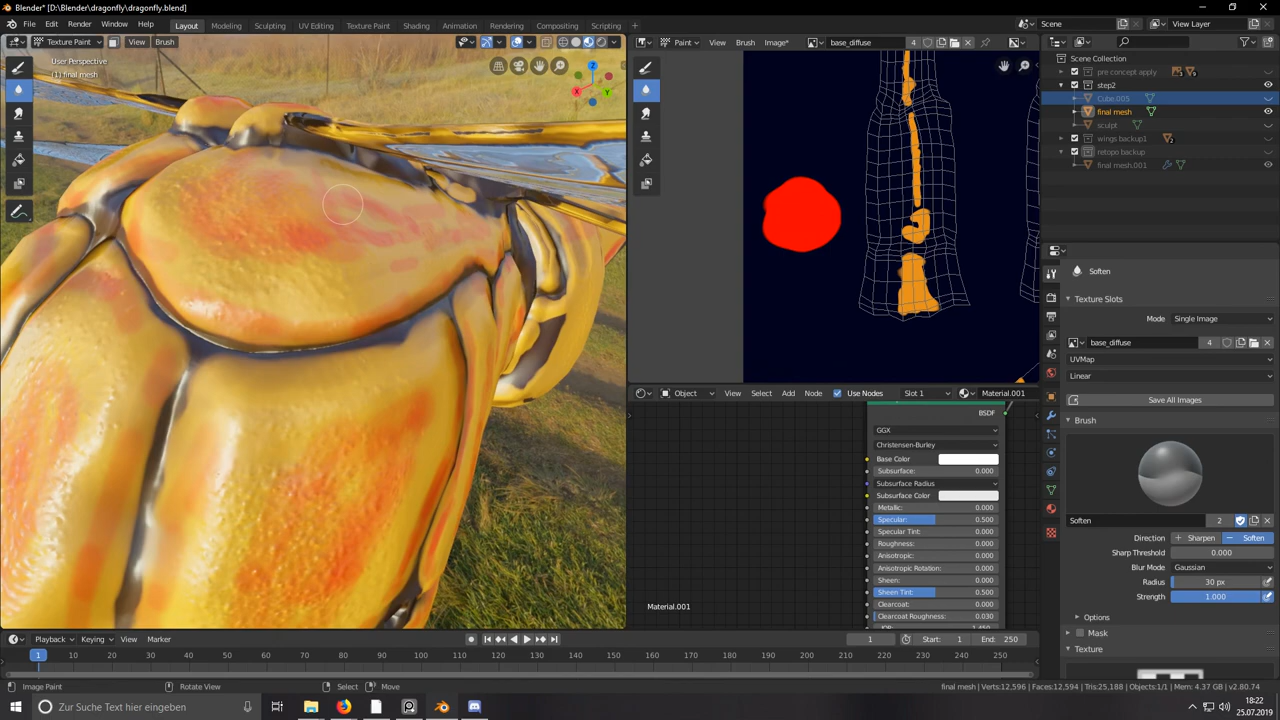 Blender* [D:\Blender\dragonfly\dragonfly.blend]
File Edit Render Window Help Layout Modeling Sculpting UV Editing Texture Paint Shading Animation Rendering Compositing Scripting + Scene View Layer
Texture Paint View Brush Paint View Brush Image* base_diffuse 4
User Perspective
(1) final mesh
Scene Collection
pre concept.apply
step2
Cube.005
final mesh
sculpt
wings backup1
retopo backup
final mesh.001
Soften
Texture Slots
Mode Single Image
base_diffuse 4
UVMap
Linear
Save All Images
Brush
Soften 2
Direction Sharpen Soften
Sharp Threshold 0.000
Blur Mode Gaussian
Radius 30 px
Strength 1.000
Options
Mask
Texture
Object View Select Add Node Use Nodes Slot 1 Material.001
BSDF
GGX
Christensen-Burley
Base Color
Subsurface: 0.000
Subsurface Radius
Subsurface Color
Metallic: 0.000
Specular: 0.500
Specular Tint: 0.000
Roughness: 0.000
Anisotropic: 0.000
Anisotropic Rotation: 0.000
Sheen: 0.000
Sheen Tint: 0.500
Clearcoat: 0.000
Clearcoat Roughness: 0.030
Material.001
Playback Keying View Marker 1 Start: 1 End: 250
1 10 20 30 40 50 60 70 80 90 100 110 120 130 140 150 160 170 180 190 200 210 220 230 240 250
Image Paint Rotate View Select Move final mesh | Verts:12,596 | Faces:12,594 | Tris:25,188 | Objects:1/1 | Mem: 4.37 GB | v2.80.74
Zur Suche Text hier eingeben
18:22
25.07.2019